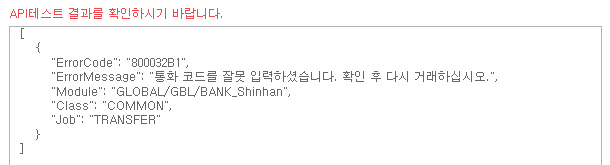 API테스트 결과를 확인하시기 바랍니다.
[
{
"ErrorCode": "800032B1",
"ErrorMessage": "통화 코드를 잘못 입력하셨습니다. 확인 후 다시 거래하십시오.",
"Module": "GLOBAL/GBL/BANK_Shinhan",
"Class": "COMMON",
"Job": "TRANSFER"
}
]